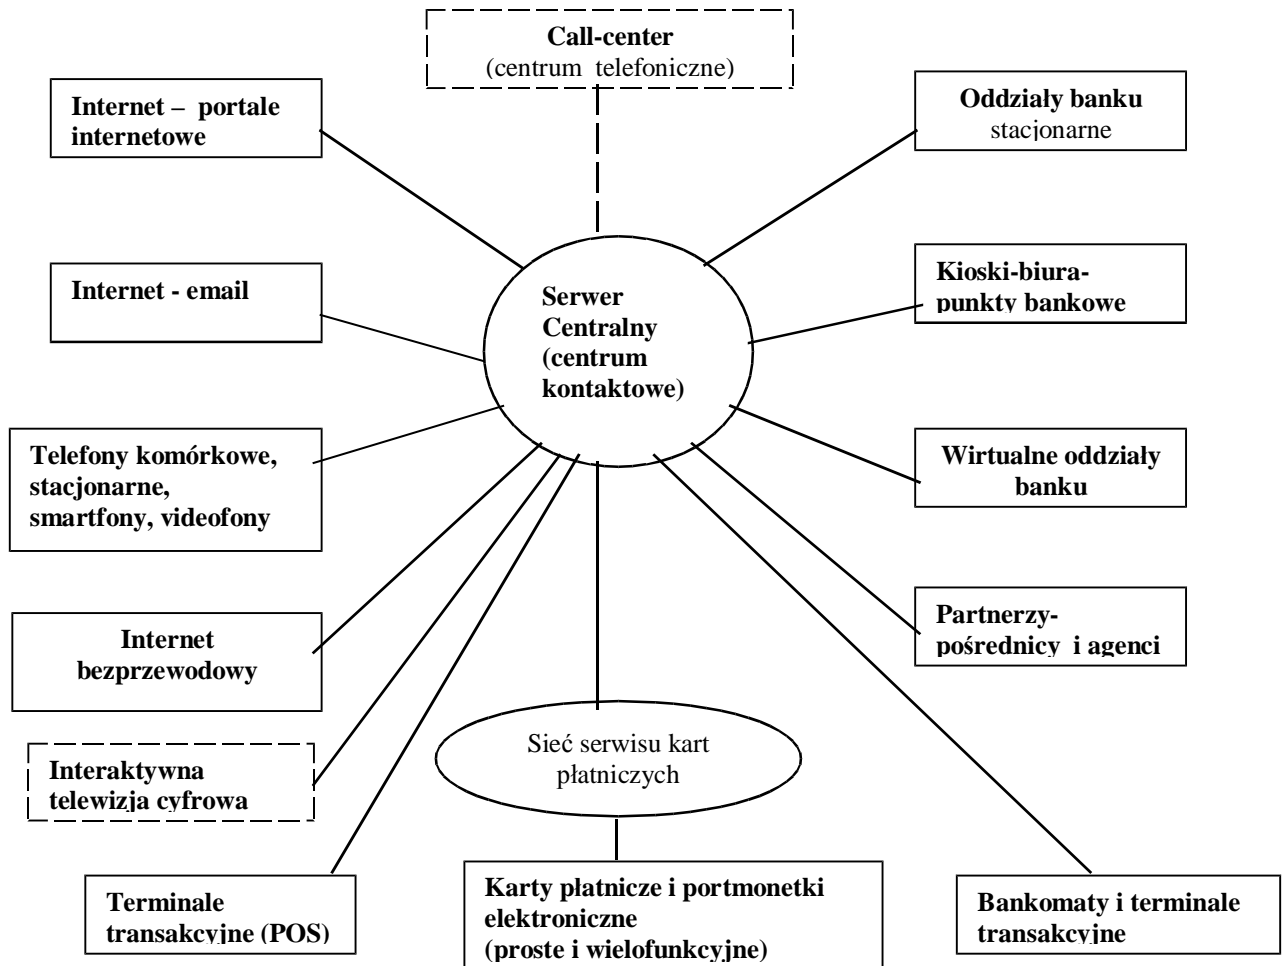 Call-center
(centrum telefoniczne)
Internet – portale
internetowe
Oddziały banku
stacjonarne
Internet - email
Serwer
Centralny
(centrum
kontaktowe)
Kioski-biura-
punkty bankowe
Telefony komórkowe,
stacjonarne,
smartfony, videofony
Wirtualne oddziały
banku
Internet
bezprzewodowy
Partnerzy-
pośrednicy i agenci
Interaktywna
telewizja cyfrowa
Sieć serwisu kart
płatniczych
Terminale
transakcyjne (POS)
Karty płatnicze i portmonetki
elektroniczne
(proste i wielofunkcyjne)
Bankomaty i terminale
transakcyjne